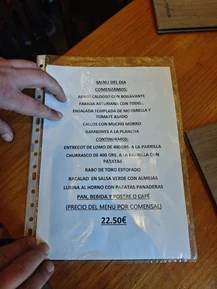 MENU DEL DIA
COMENZAMOS:
ARROZ CALDOSO CON BOGAVANTE
FABADA ASTURIANA CON TODO...
ENSALADA TEMPLADA DE MOZARELLA Y
TOMATE ASADO
CALLOS CON MUCHO MORRO
GAMBONES A LA PLANCHA
CONTINUAMOS:
ENTRECOT DE LOMO DE 400GRS. A LA PARRILLA
CHURRASCO DE 400 GRS. A LA PARRILLA CON
PATATAS
RABO DE TORO ESTOFADO
BACALAO EN SALSA VERDE CON ALMEJAS
LUBINA AL HORNO CON PATATAS PANADERAS
PAN, BEBIDA Y POSTRE O CAFÉ
(PRECIO DEL MENU POR COMENSAL)
22.50€